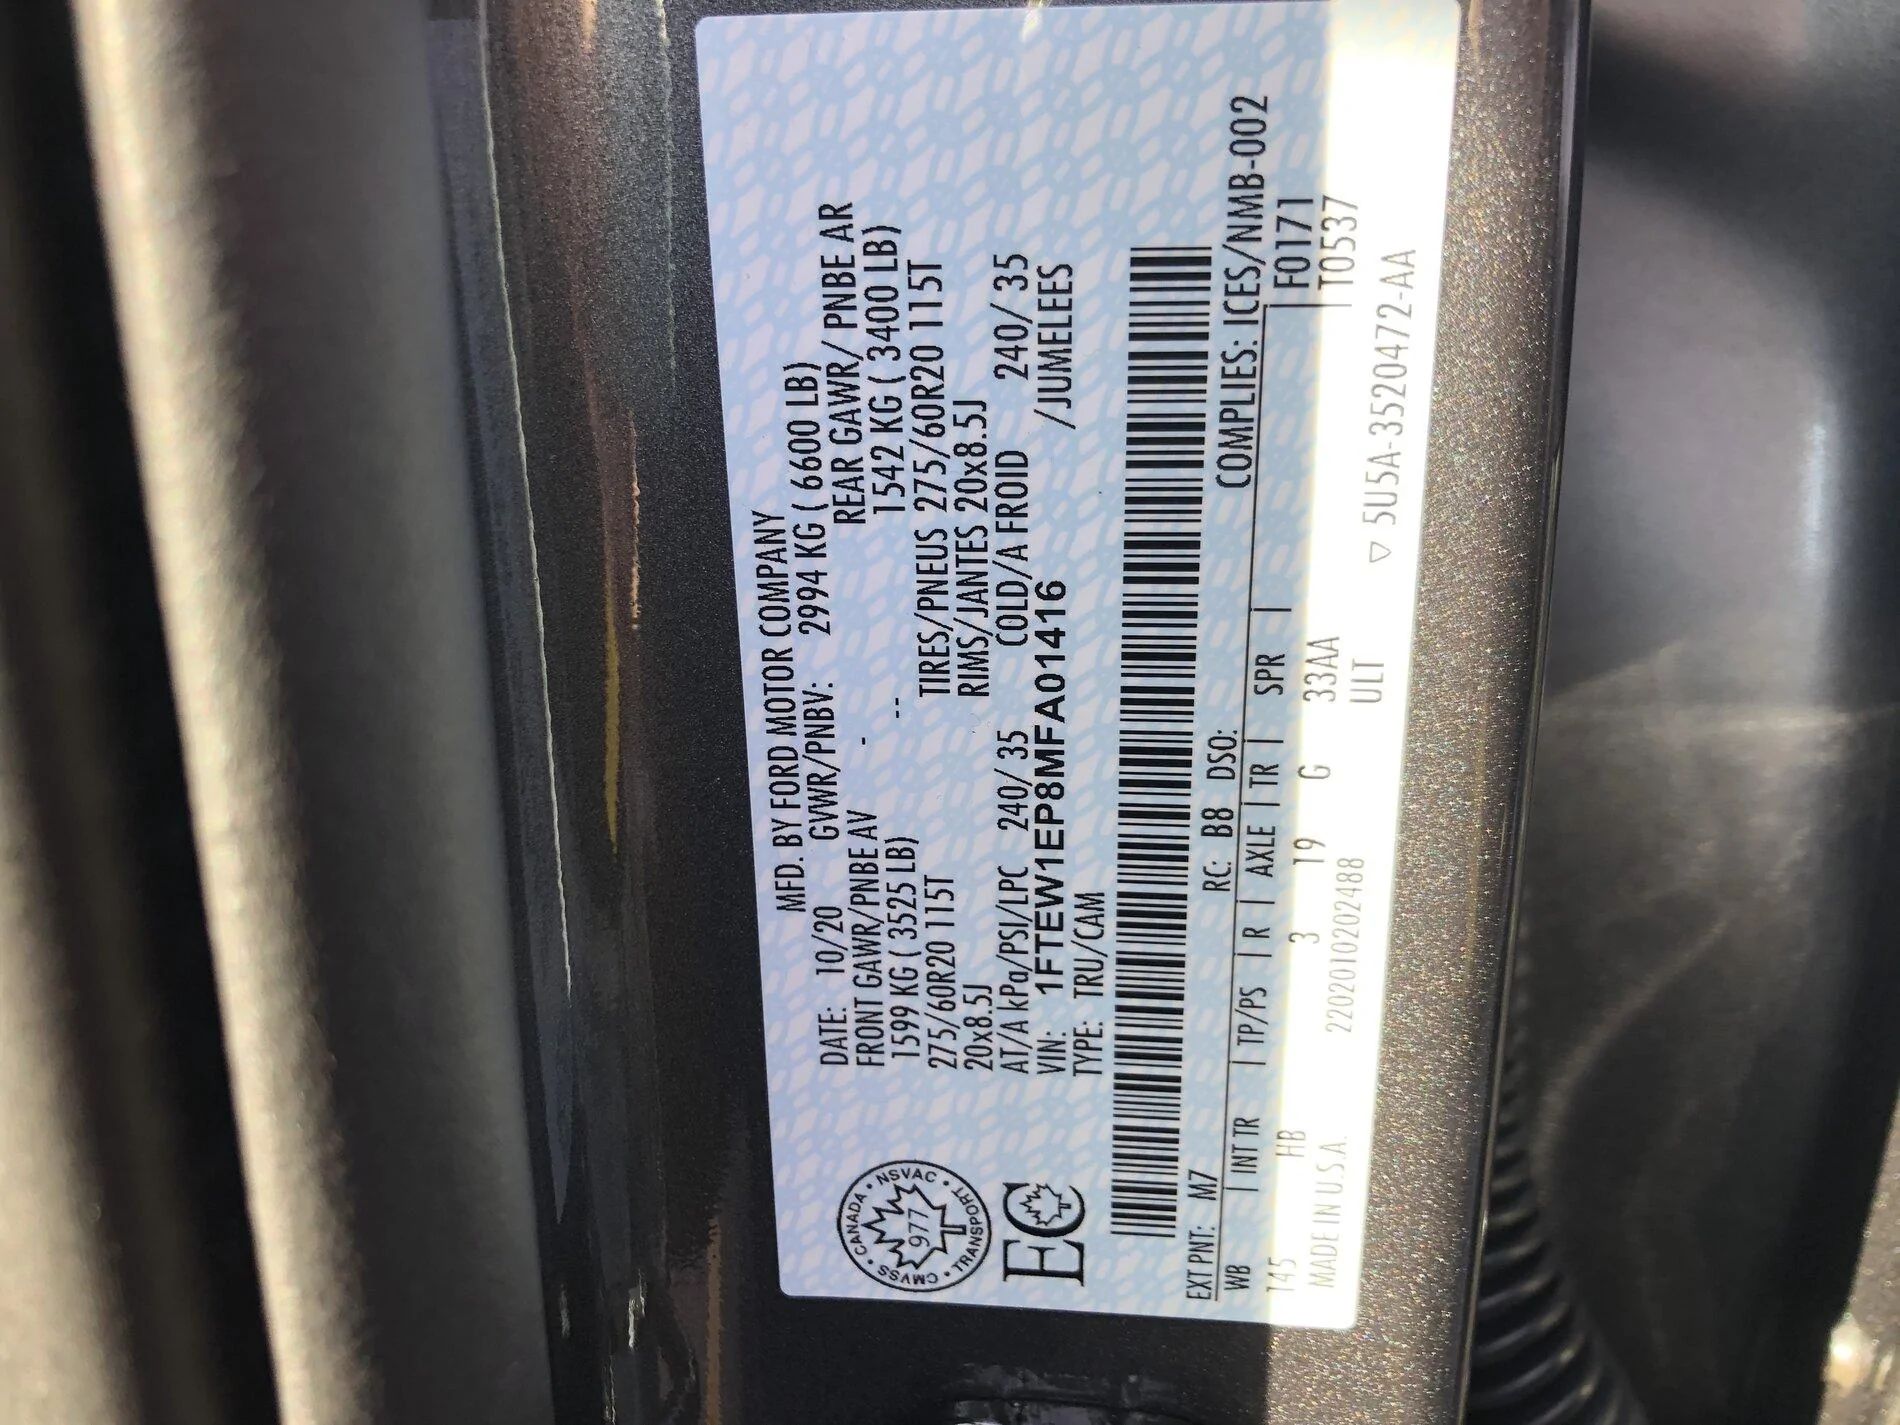 MFD. BY FORD MOTOR COMPANY
DATE: 10/20 GVWR/PNBV: 2994 KG ( 6600 LB)
FRONT GAWR/PNBE AV - REAR GAWR/ PNBE AR
1599 KG ( 3525 LB) -- 1542 KG ( 3400 LB)
275/60R20 115T TIRES/PNEUS 275/60R20 115T
20x8.5J RIMS/JANTES 20x8.5J
AT/A kPa/PSI/LPC 240/ 35 COLD/A FROID 240/ 35
VIN: 1FTEW1EP8MFA01416 /JUMELEES
TYPE: TRU/CAM
CANADA • NSVAC • TRANSPORT • CMVSS •
977
EC
COMPLIES: ICES/NMB-002
EXT PNT: M7 RC: B8 DSO:
WB | INT TR | TP/PS | R | AXLE | TR | SPR | F0171
145 HB 3 19 G 33AA T0537
MADE IN U.S.A. 2202010202488 ULT
▽ 5U5A-3520472-AA